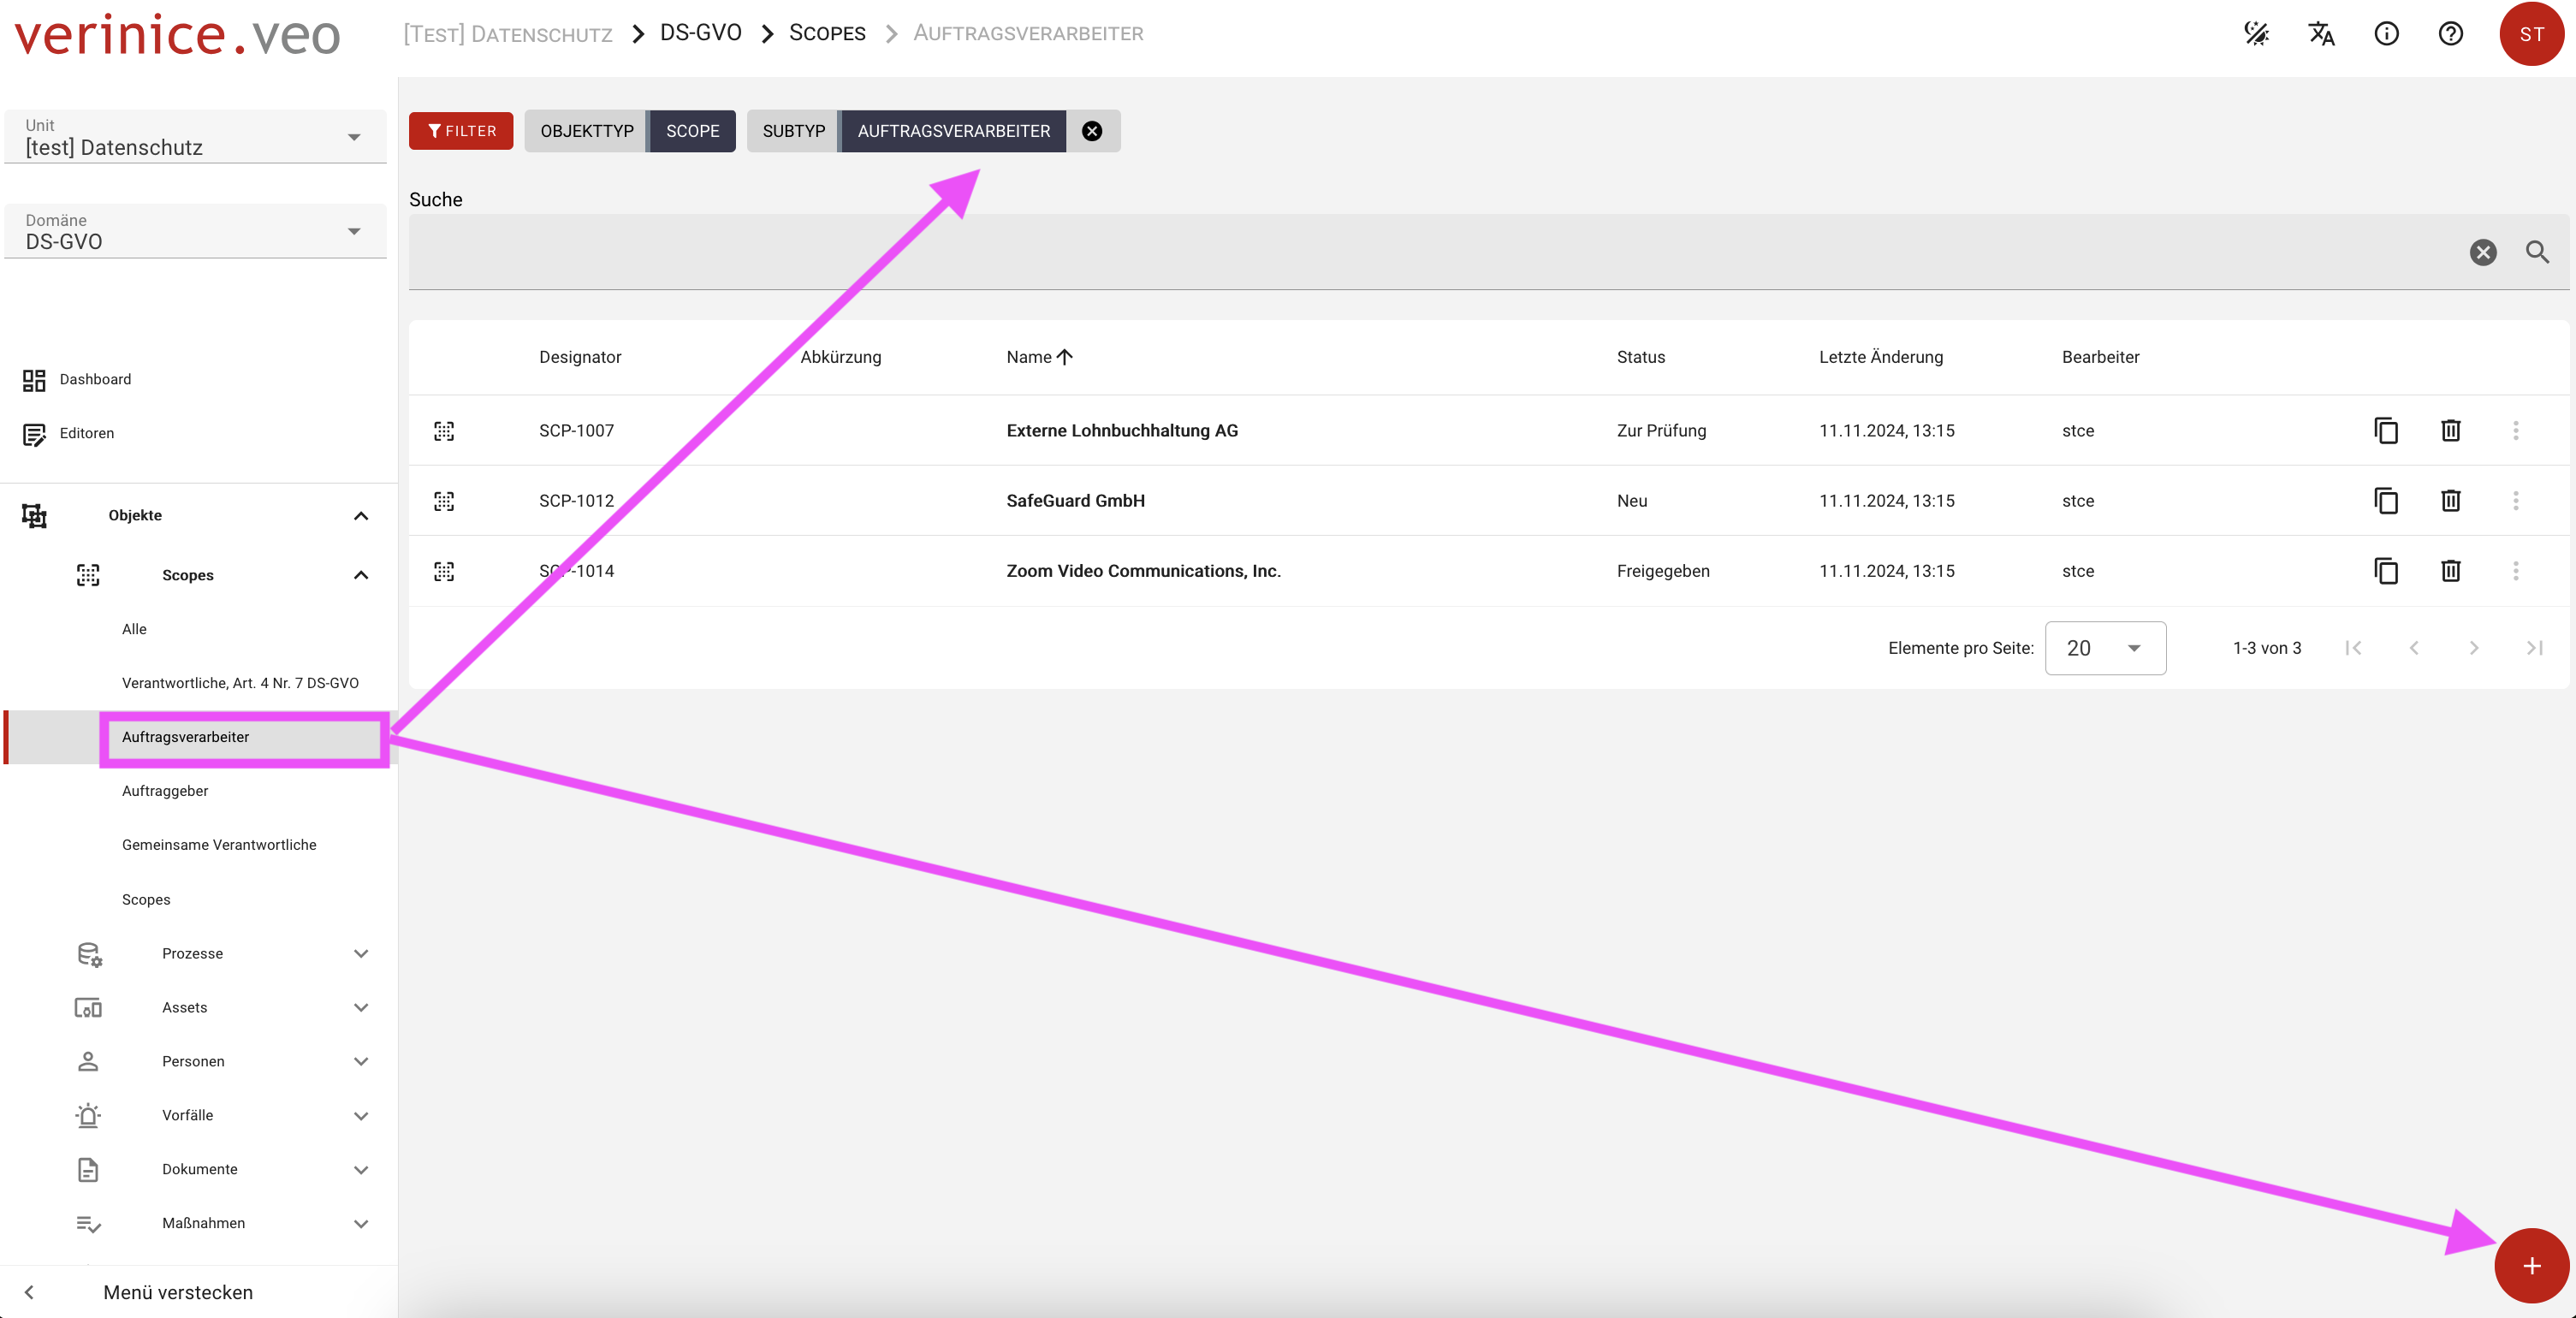 verinice.veo
[Test] Datenschutz > DS-GVO > Scopes > Auftragsverarbeiter
ST
Unit
[test] Datenschutz
Domäne
DS-GVO
Dashboard
Editoren
Objekte
Scopes
Alle
Verantwortliche, Art. 4 Nr. 7 DS-GVO
Auftragsverarbeiter
Auftraggeber
Gemeinsame Verantwortliche
Scopes
Prozesse
Assets
Personen
Vorfälle
Dokumente
Maßnahmen
Menü verstecken
FILTER OBJEKTTYP SCOPE SUBTYP AUFTRAGSVERARBEITER
Suche
Designator Abkürzung Name Status Letzte Änderung Bearbeiter
SCP-1007 Externe Lohnbuchhaltung AG Zur Prüfung 11.11.2024, 13:15 stce
SCP-1012 SafeGuard GmbH Neu 11.11.2024, 13:15 stce
SCP-1014 Zoom Video Communications, Inc. Freigegeben 11.11.2024, 13:15 stce
Elemente pro Seite: 20 1-3 von 3